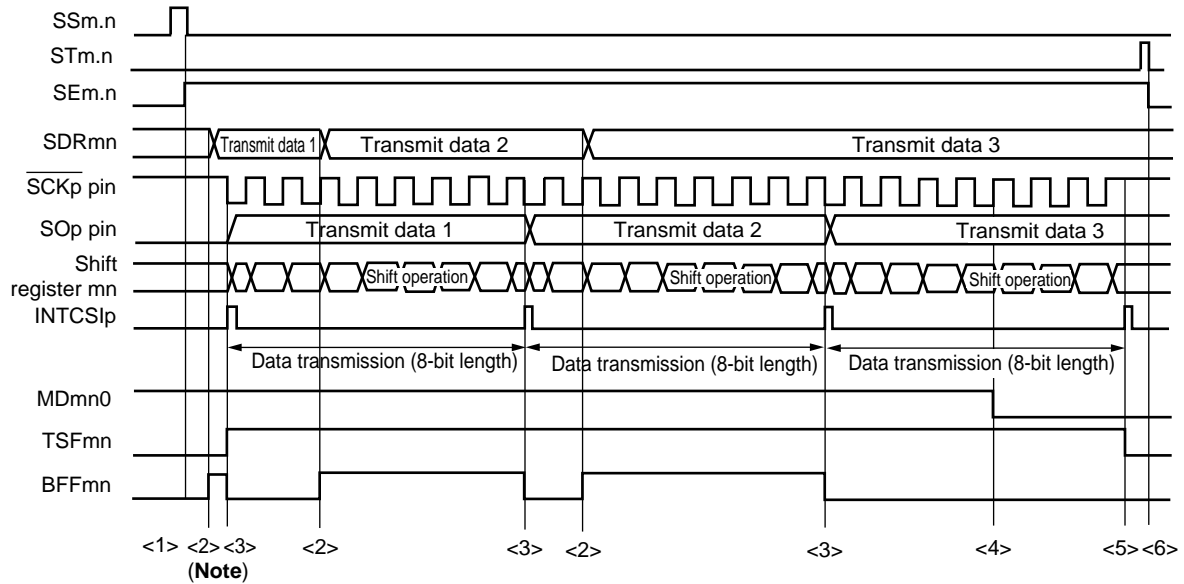 SSm.n
STm.n
SEm.n
SDRmn Transmit data 1 Transmit data 2 Transmit data 3
SCKp pin
SOp pin Transmit data 1 Transmit data 2 Transmit data 3
Shift
register mn Shift operation Shift operation Shift operation
INTCSIp
Data transmission (8-bit length) Data transmission (8-bit length) Data transmission (8-bit length)
MDmn0
TSFmn
BFFmn
<1> <2> <3> <2> <3> <2> <3> <4> <5> <6>
(Note)